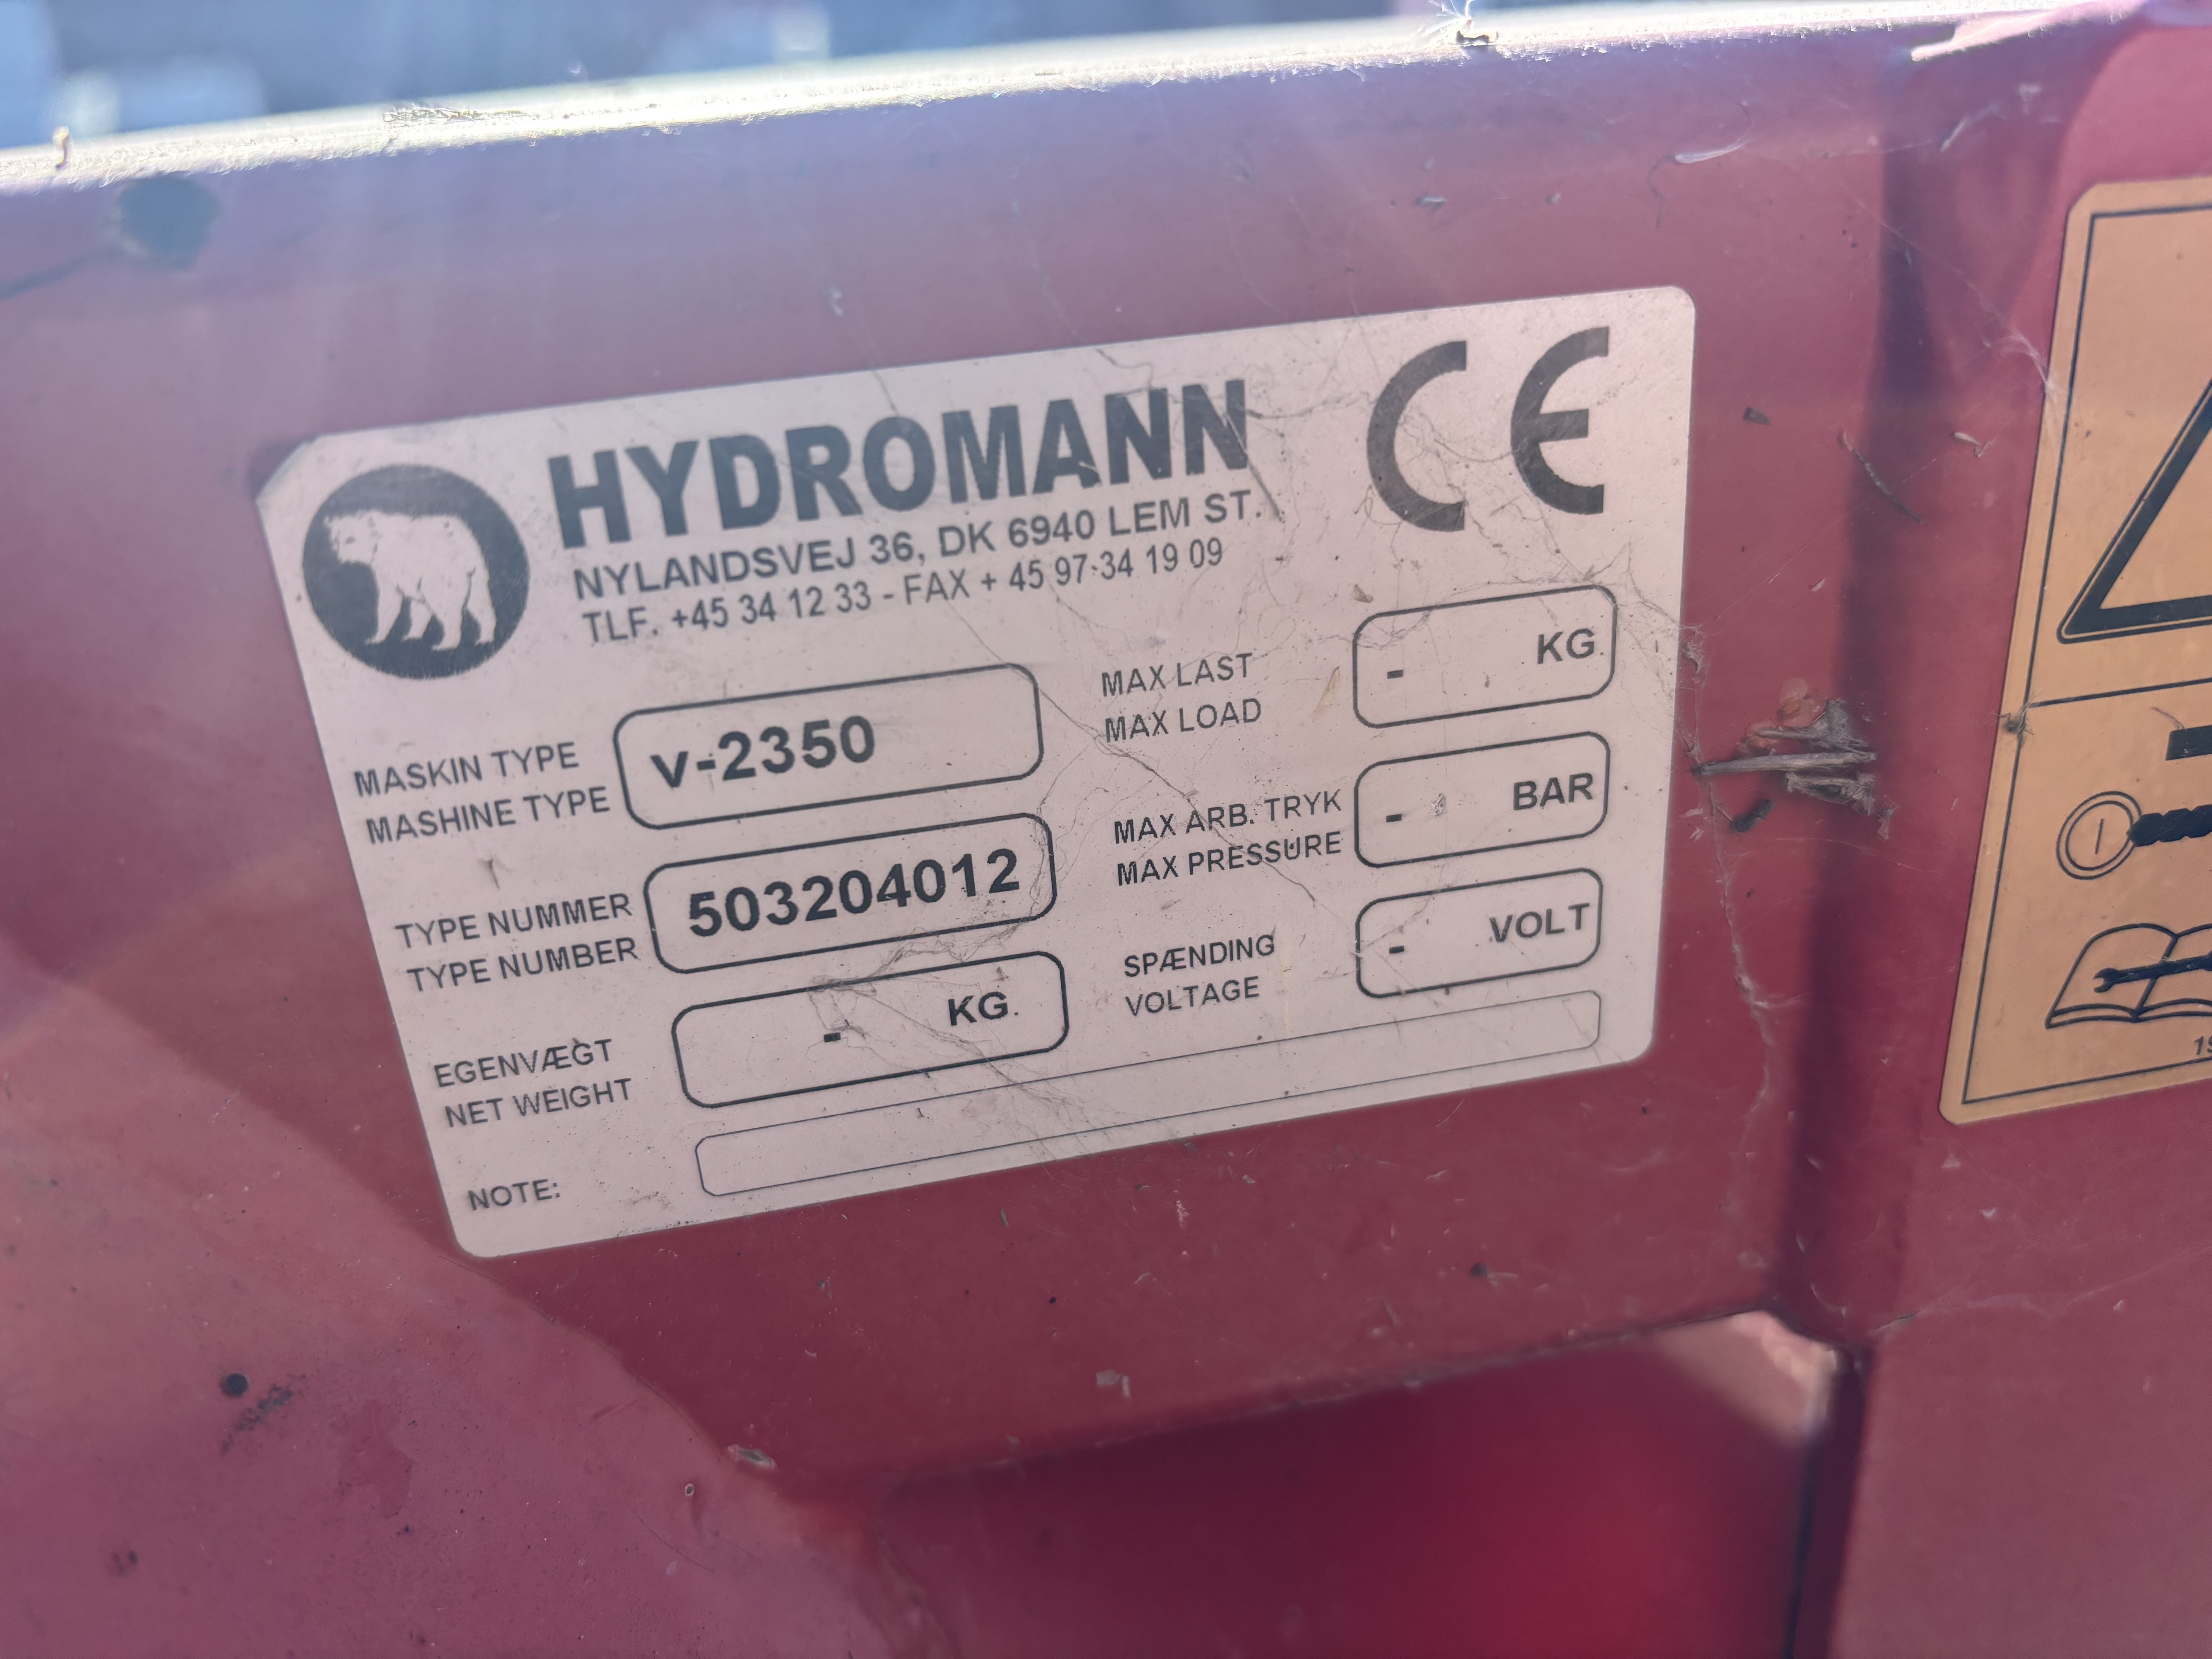 HYDROMANN
CE
NYLANDSVEJ 36, DK 6940 LEM ST.
TLF. +45 34 12 33 - FAX + 45 97 34 19 09
MASKIN TYPE
MASHINE TYPE
v-2350
TYPE NUMMER
TYPE NUMBER
503204012
EGENVÆGT
NET WEIGHT
- KG.
MAX LAST
MAX LOAD
- KG.
MAX ARB. TRYK
MAX PRESSURE
- BAR
SPÆNDING
VOLTAGE
- VOLT
NOTE: